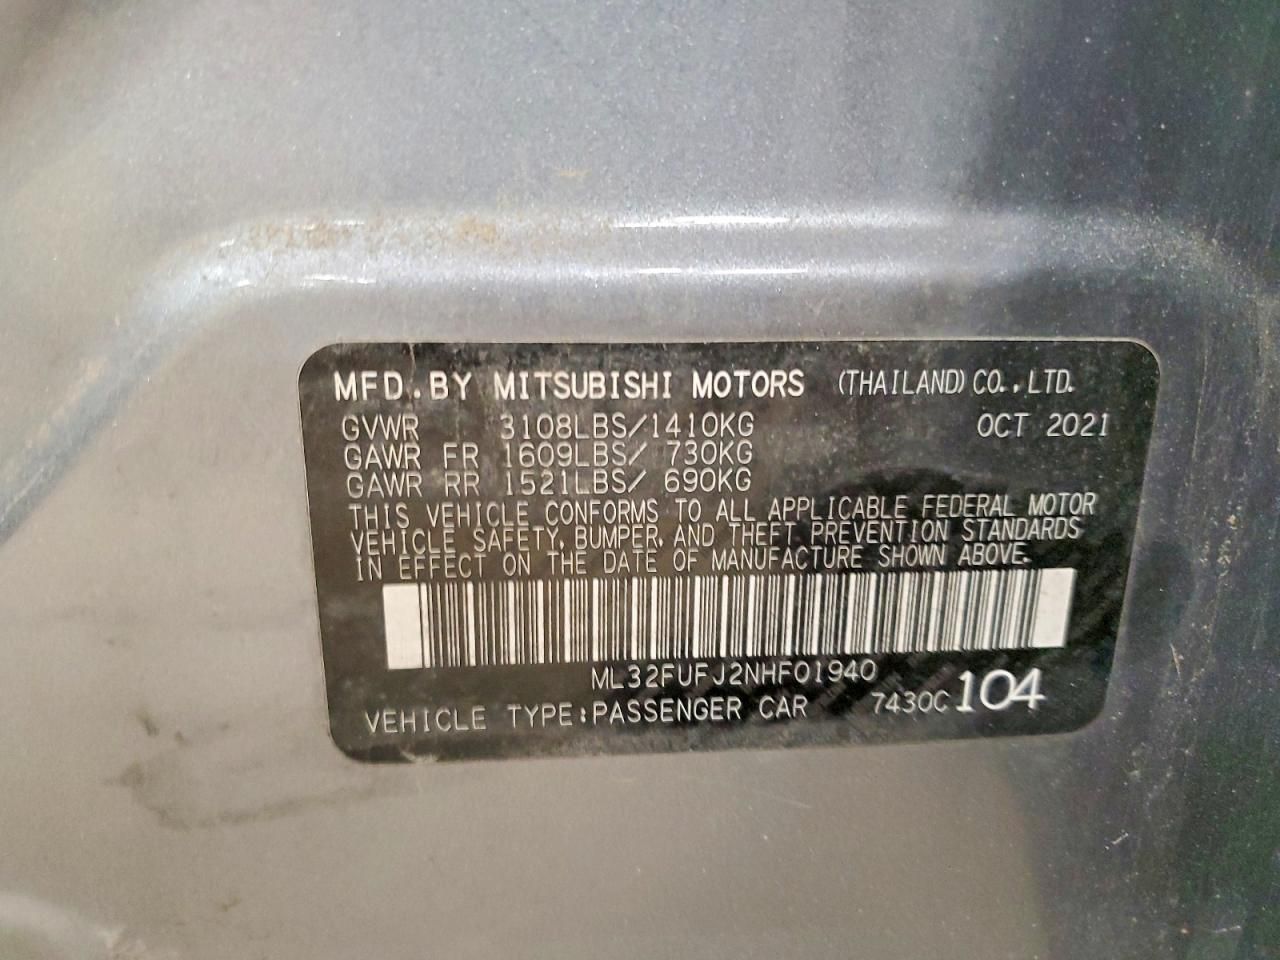 MFD. BY MITSUBISHI MOTORS (THAILAND) CO., LTD.
GVWR 3108LBS/1410KG OCT 2021
GAWR FR 1609LBS/ 730KG
GAWR RR 1521LBS/ 690KG
THIS VEHICLE CONFORMS TO ALL APPLICABLE FEDERAL MOTOR
VEHICLE SAFETY, BUMPER, AND THEFT PREVENTION STANDARDS
IN EFFECT ON THE DATE OF MANUFACTURE SHOWN ABOVE.
ML32FUFJ2NHF01940
VEHICLE TYPE:PASSENGER CAR 7430C 104